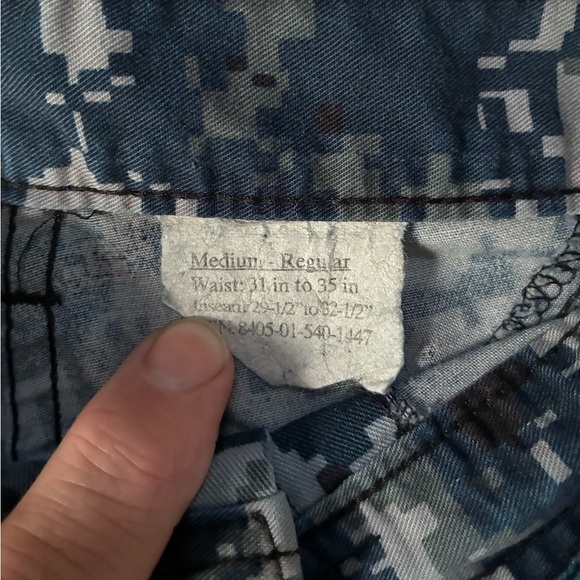 Medium - Regular
Waist: 31 in to 35 in
Inseam: 29-1/2" to 32-1/2"
8405-01-540-1447